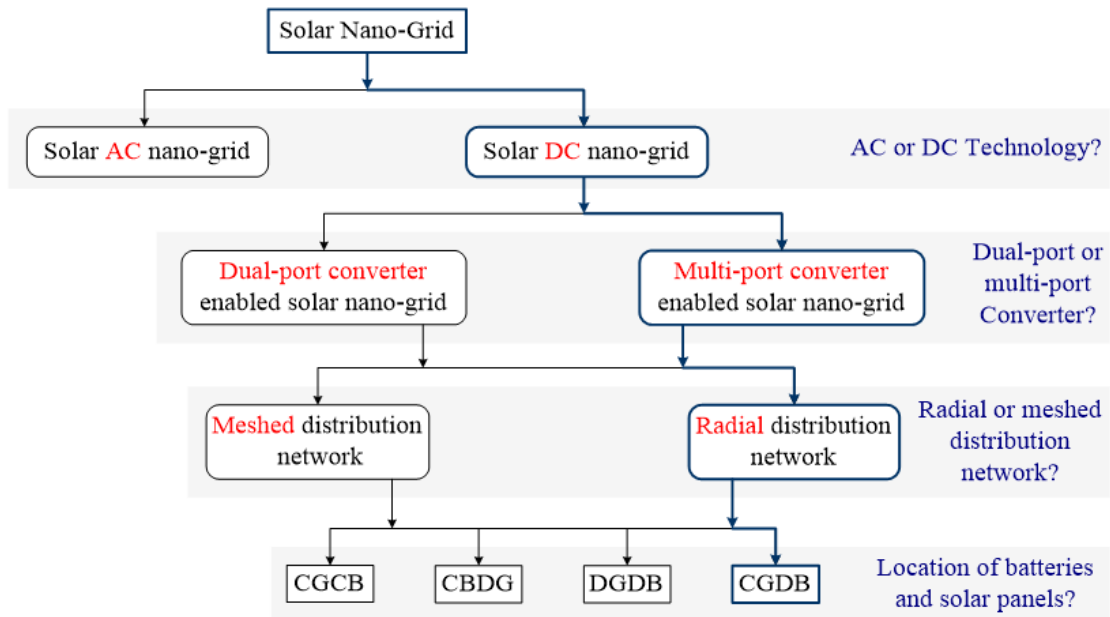 Solar Nano-Grid
Solar AC nano-grid
Solar DC nano-grid
AC or DC Technology?
Dual-port converter
enabled solar nano-grid
Multi-port converter
enabled solar nano-grid
Dual-port or
multi-port
Converter?
Meshed distribution
network
Radial distribution
network
Radial or meshed
distribution
network?
CGCB
CBDG
DGDB
CGDB
Location of batteries
and solar panels?